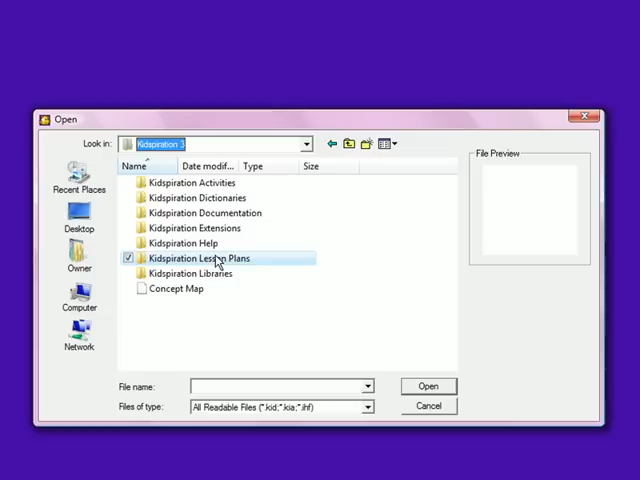 Open
Look in: Kidspiration 3
Name Date modif... Type Size
File Preview
Recent Places
Desktop
Owner
Computer
Network
Kidspiration Activities
Kidspiration Dictionaries
Kidspiration Documentation
Kidspiration Extensions
Kidspiration Help
Kidspiration Lesson Plans
Kidspiration Libraries
Concept Map
File name: Open
Files of type: All Readable Files (*.kid;*.kia;*.ihf) Cancel